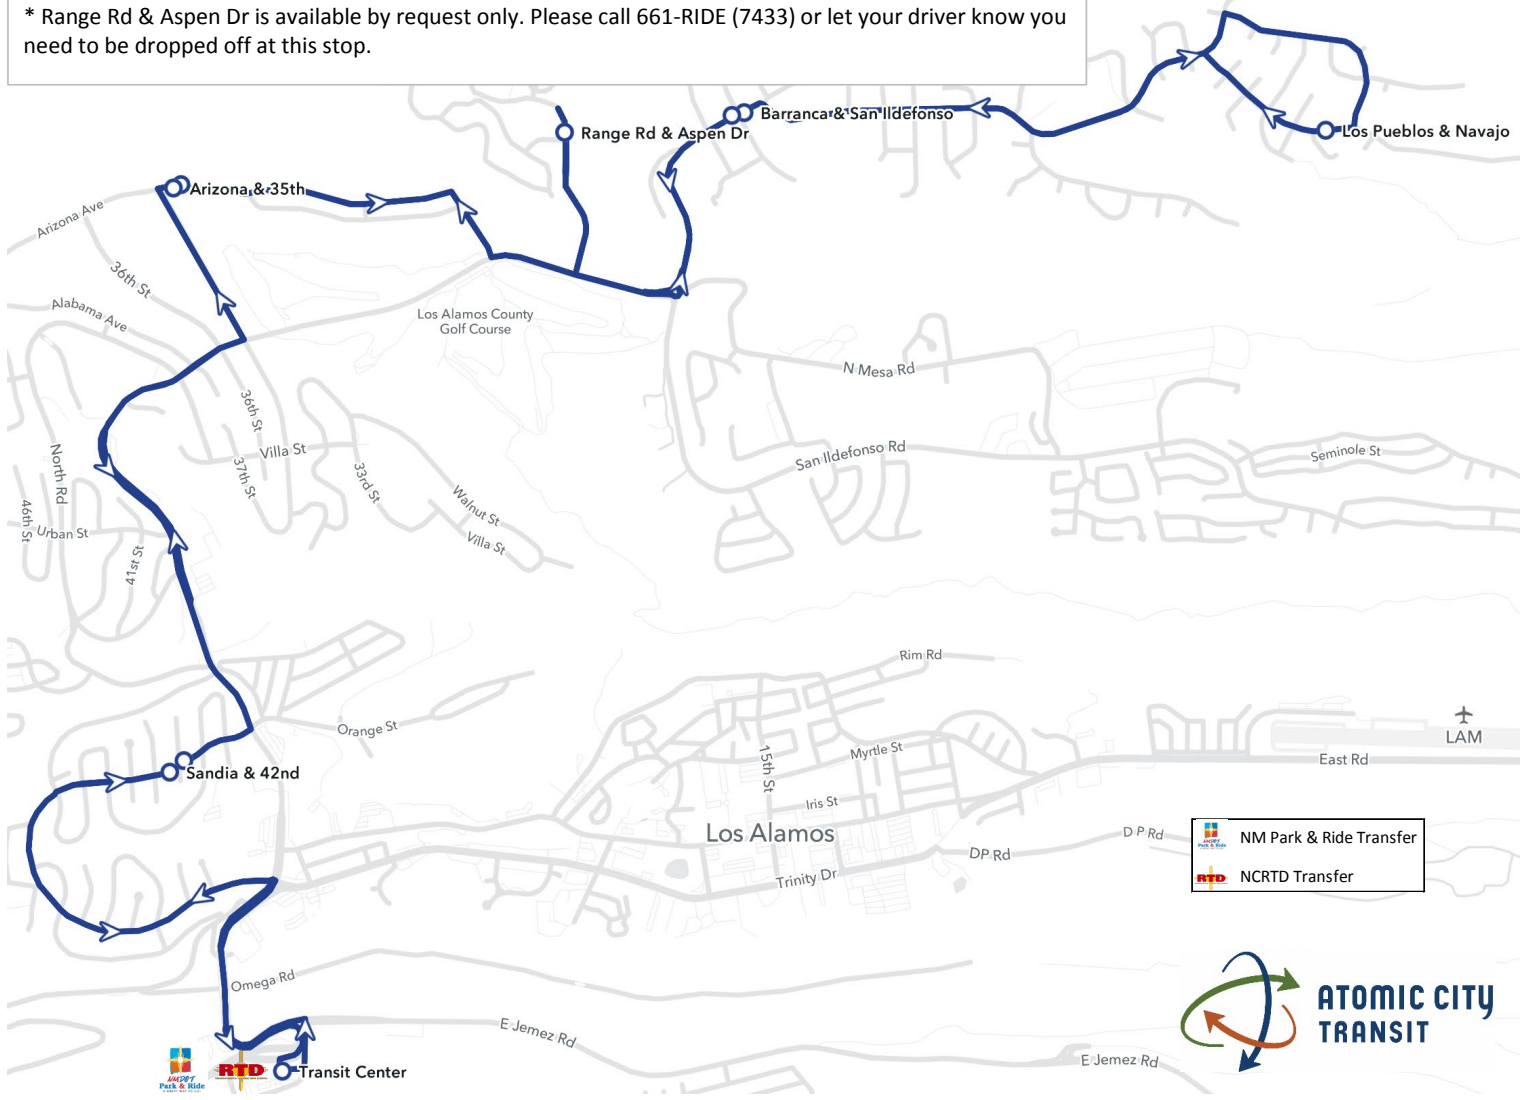 * Range Rd & Aspen Dr is available by request only. Please call 661-RIDE (7433) or let your driver know you
need to be dropped off at this stop.
Barranca & San Ildefonso
Range Rd & Aspen Dr
Los Pueblos & Navajo
Arizona & 35th
Arizona Ave
36th St
Alabama Ave
Los Alamos County
Golf Course
N Mesa Rd
36th St
Villa St
37th St
33rd St
North Rd
46th St
Urban St
41st St
Walnut St
Villa St
San Ildefonso Rd
Seminole St
Rim Rd
Orange St
15th St
Myrtle St
LAM
East Rd
Sandia & 42nd
Iris St
Los Alamos
DP Rd
D P Rd
Trinity Dr
NM Park & Ride Transfer
RTD
NCRTD Transfer
Omega Rd
E Jemez Rd
E Jemez Rd
ATOMIC CITY
TRANSIT
NMDOT
Park & Ride
RTD
Transit Center